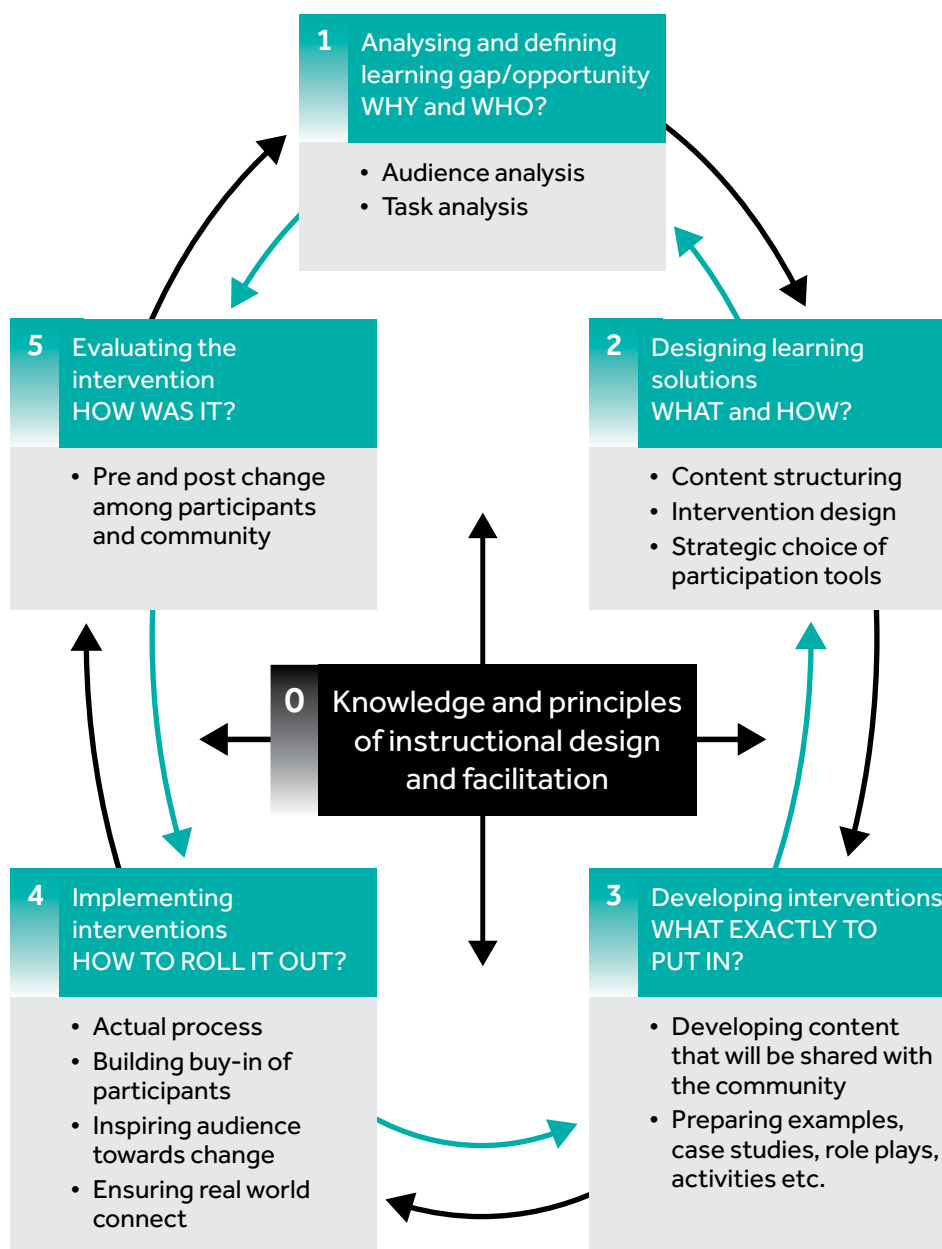 1
Analysing and defining
learning gap/opportunity
WHY and WHO?
• Audience analysis
• Task analysis
5
Evaluating the
intervention
HOW WAS IT?
• Pre and post change
among participants
and community
2
Designing learning
solutions
WHAT and HOW?
• Content structuring
• Intervention design
• Strategic choice of
participation tools
0
Knowledge and principles
of instructional design
and facilitation
4
Implementing
interventions
HOW TO ROLL IT OUT?
• Actual process
• Building buy-in of
participants
• Inspiring audience
towards change
• Ensuring real world
connect
3
Developing interventions
WHAT EXACTLY TO
PUT IN?
• Developing content
that will be shared with
the community
• Preparing examples,
case studies, role plays,
activities etc.